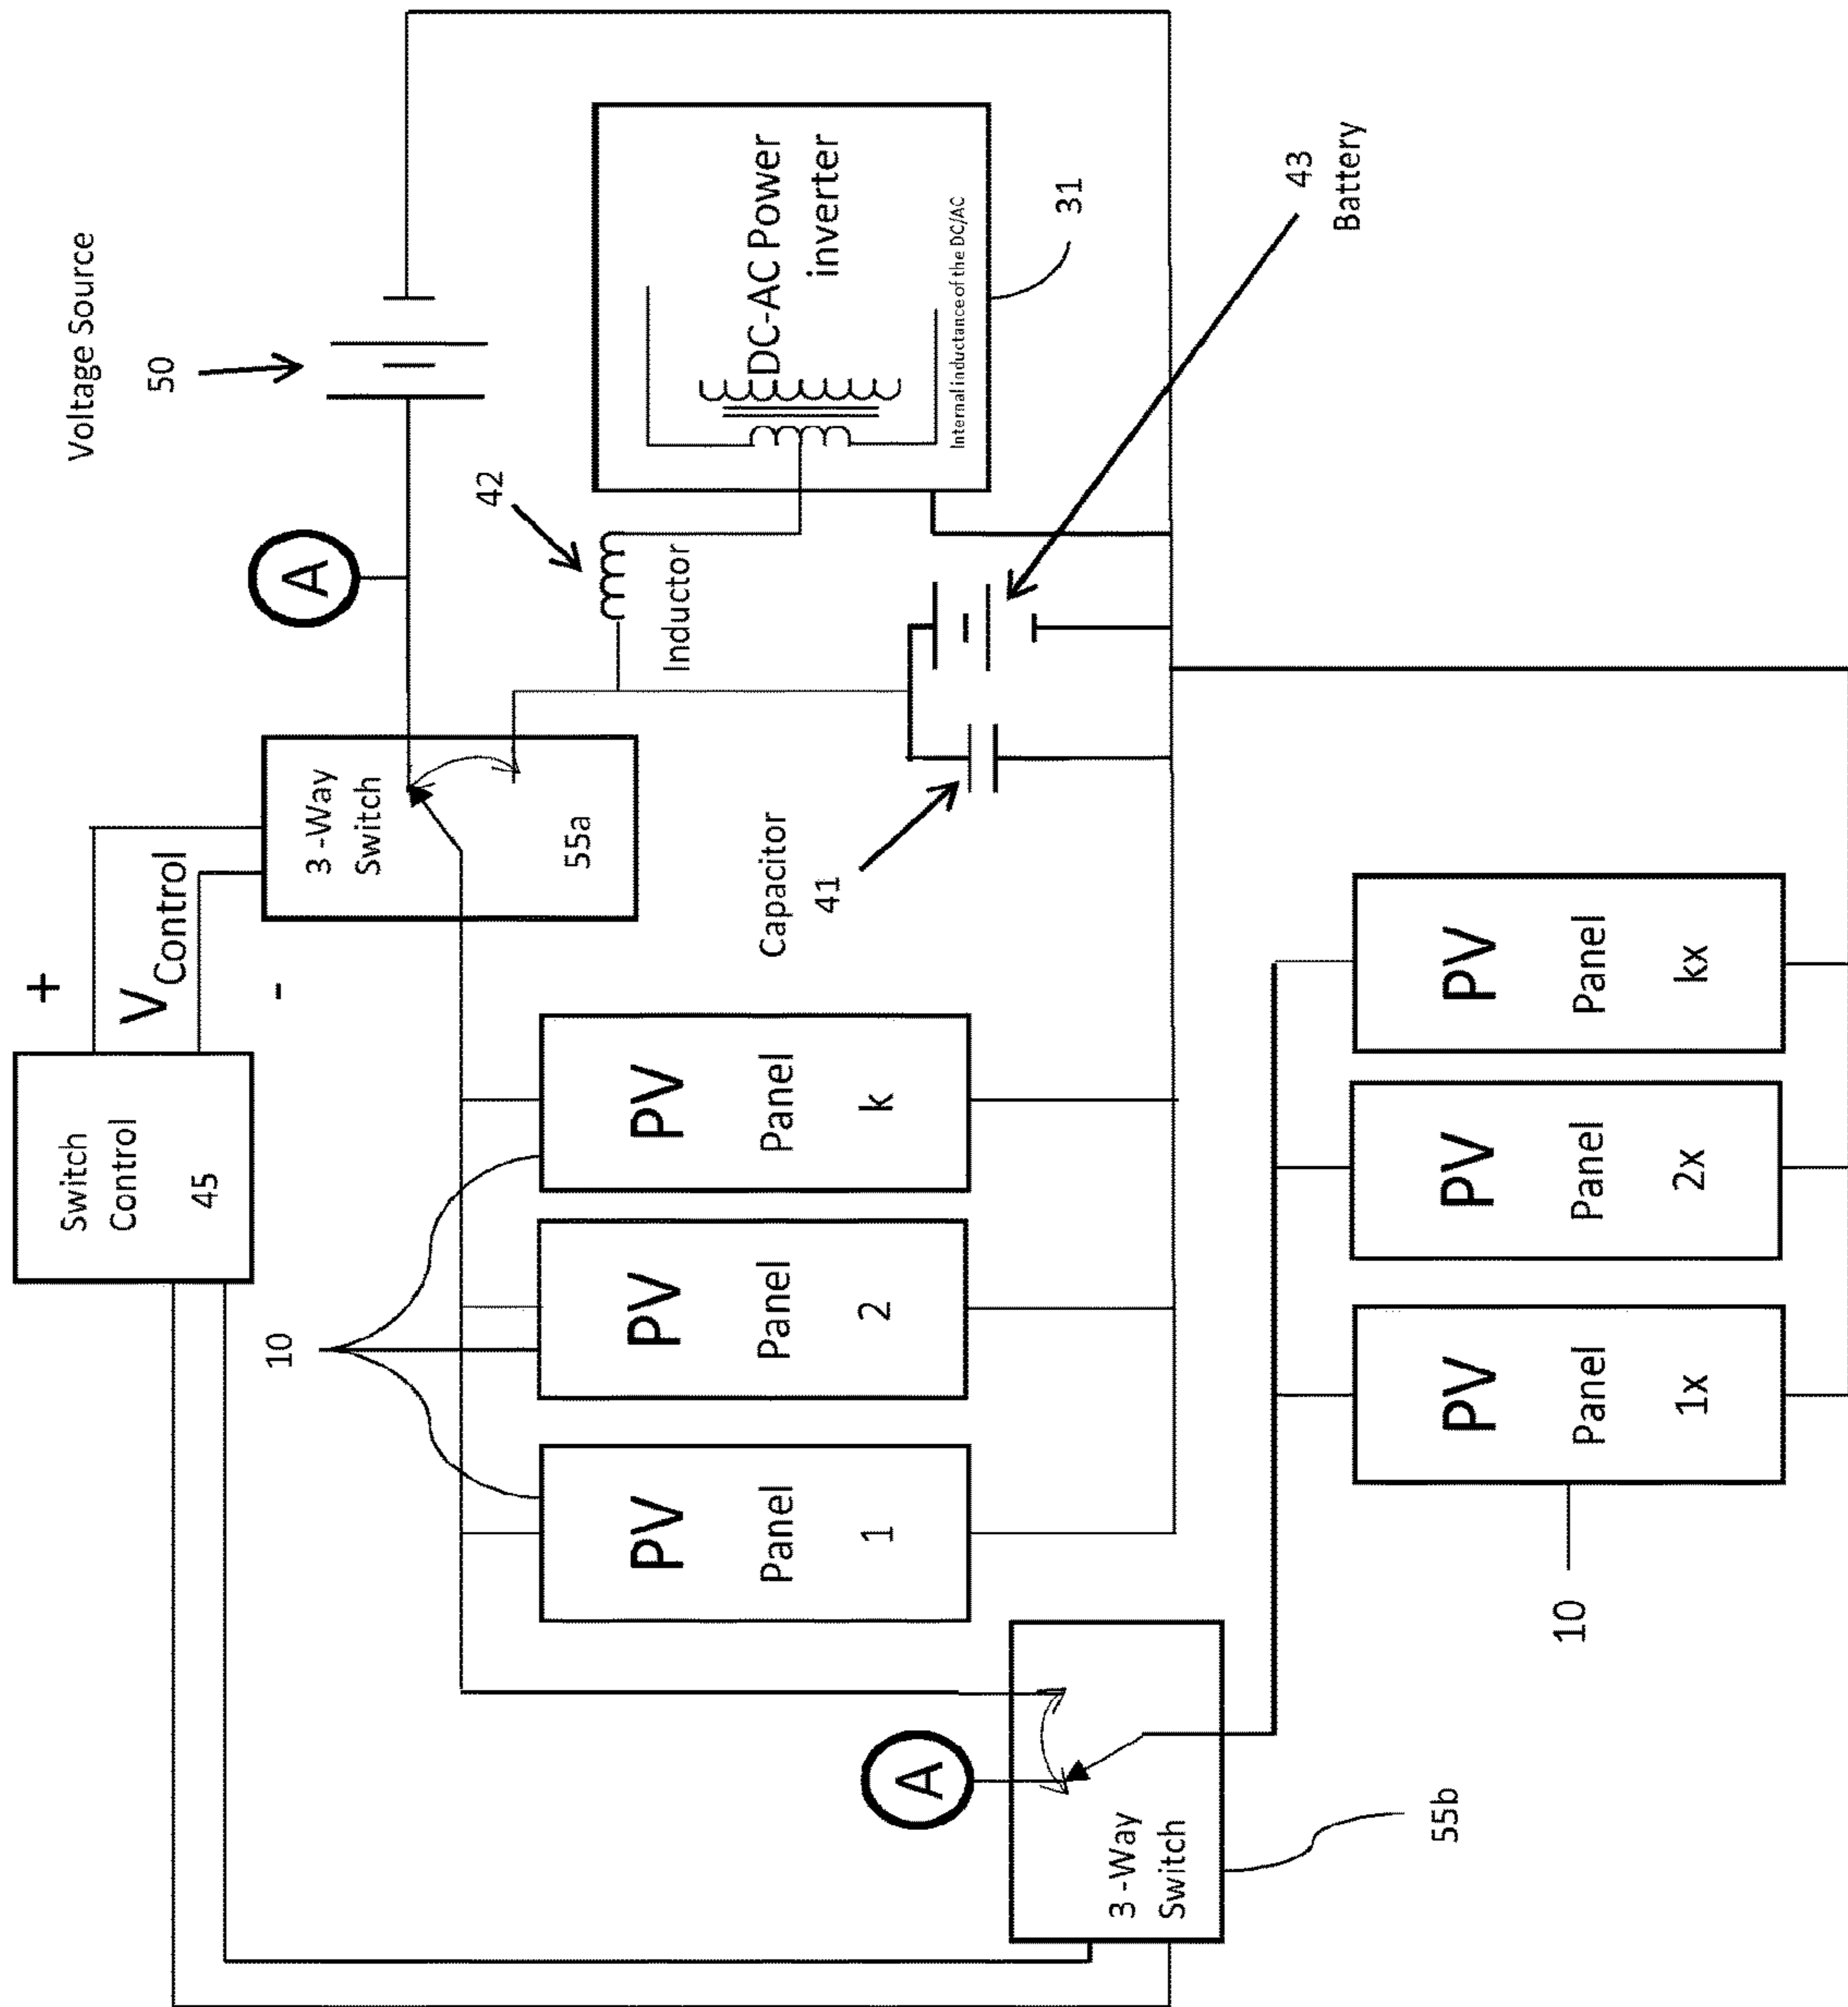 Switch
Control
45
+
V Control
-
3 -Way
Switch
55a
A
Voltage Source
50
10
PV
Panel
1
PV
Panel
2
PV
Panel
k
Capacitor
41
Inductor
42
DC-AC Power
inverter
Internal inductance of the DC/AC
31
43
Battery
A
3 -Way
Switch
55b
10
PV
Panel
1x
PV
Panel
2x
PV
Panel
kx